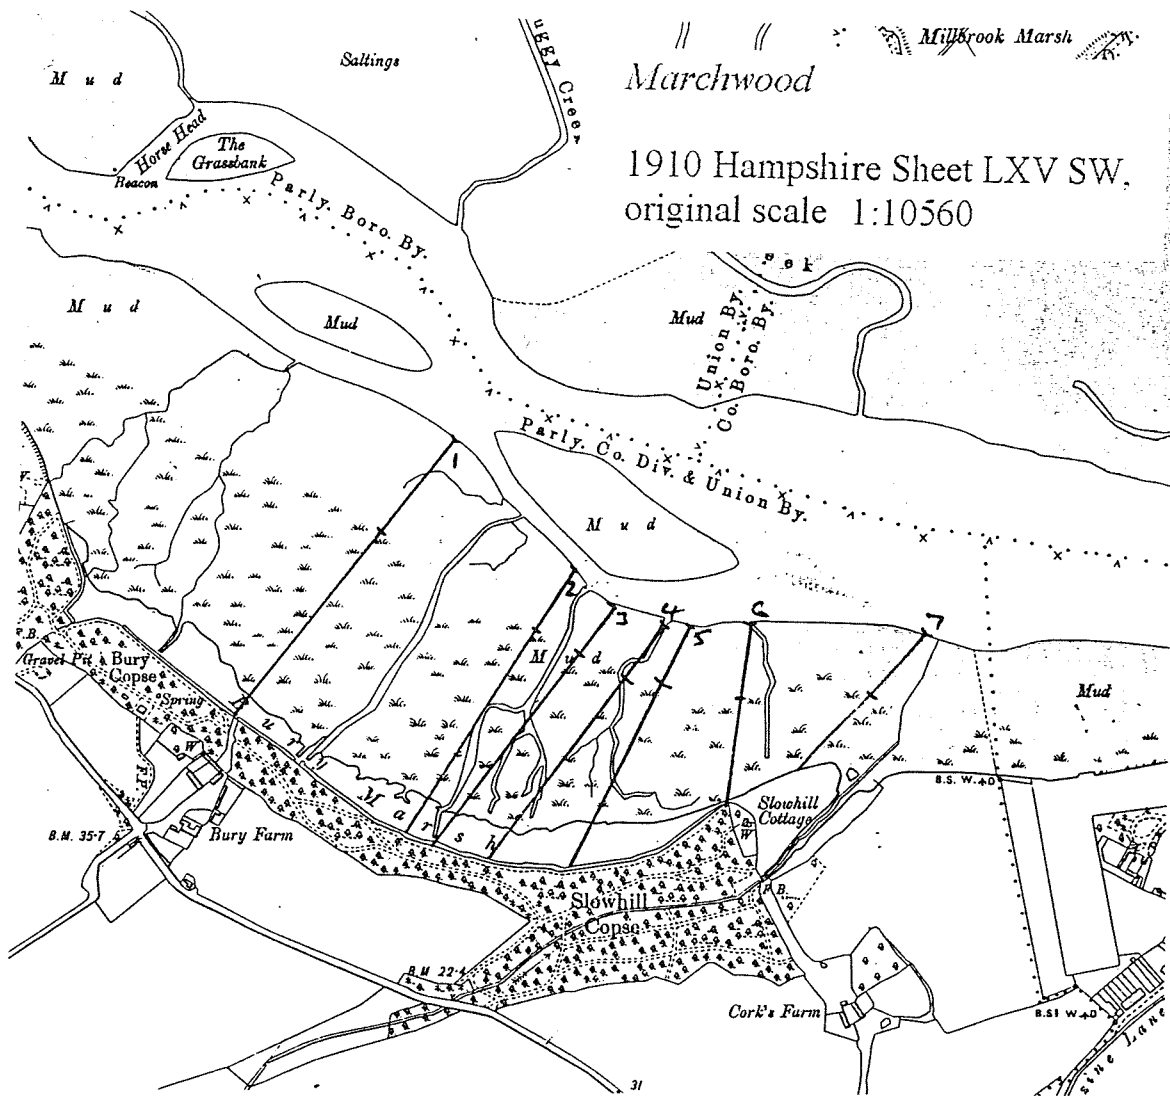 Millbrook Marsh
Marchwood
1910 Hampshire Sheet LXV SW,
original scale 1:10560
Mud
Saltings
Horse Head
The
Grassbank
Beacon
Parly. Boro. By.
Mud
Mud
Mud
Union By.
Co. Boro. By.
Parly. Co. Div. & Union By.
Mud
1
2
3
4
5
6
7
Mud
Mud
Bury
Copse
Gravel Pit
Spring
W
F.B.
Marsh
B.S. W. 40
Slowhill
Cottage
W
B.M. 35·7
Bury Farm
F.B.
Slowhill
Copse
B.M. 22·4
Cork's Farm
Lane
31